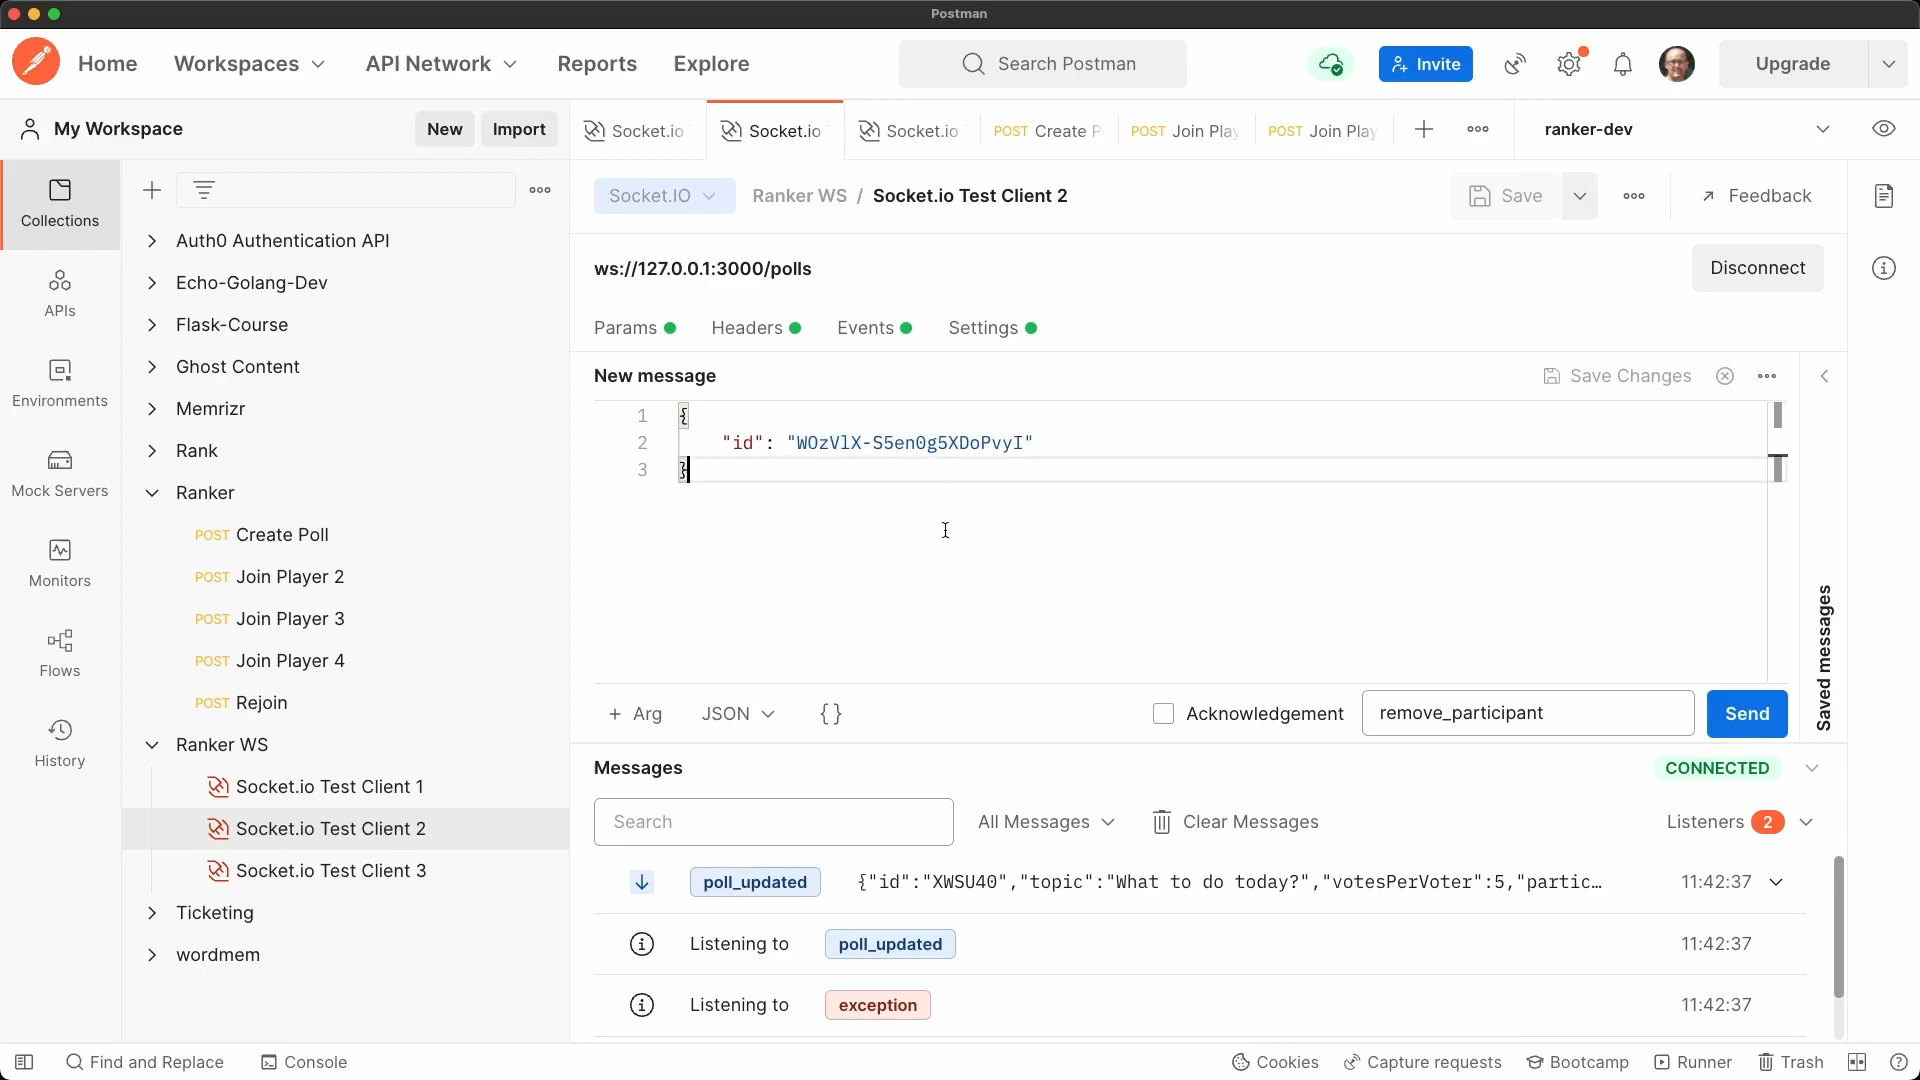 Postman
Home
Workspaces
API Network
Reports
Explore
Search Postman
Invite
Upgrade
My Workspace
New
Import
Socket.io
Socket.io
Socket.io
POST Create P
POST Join Play
POST Join Play
ranker-dev
Collections
APIs
Environments
Mock Servers
Monitors
Flows
History
Auth0 Authentication API
Echo-Golang-Dev
Flask-Course
Ghost Content
Memrizr
Rank
Ranker
POST Create Poll
POST Join Player 2
POST Join Player 3
POST Join Player 4
POST Rejoin
Ranker WS
Socket.io Test Client 1
Socket.io Test Client 2
Socket.io Test Client 3
Ticketing
wordmem
Socket.IO
Ranker WS / Socket.io Test Client 2
Save
Feedback
ws://127.0.0.1:3000/polls
Disconnect
Params
Headers
Events
Settings
New message
Save Changes
1 {
2 "id": "WOzVlX-S5en0g5XDoPvyI"
3 }
Saved messages
+ Arg
JSON
{}
Acknowledgement
remove_participant
Send
Messages
CONNECTED
Search
All Messages
Clear Messages
Listeners 2
poll_updated {"id":"XWSU40","topic":"What to do today?","votesPerVoter":5,"partic… 11:42:37
Listening to poll_updated 11:42:37
Listening to exception 11:42:37
Find and Replace
Console
Cookies
Capture requests
Bootcamp
Runner
Trash